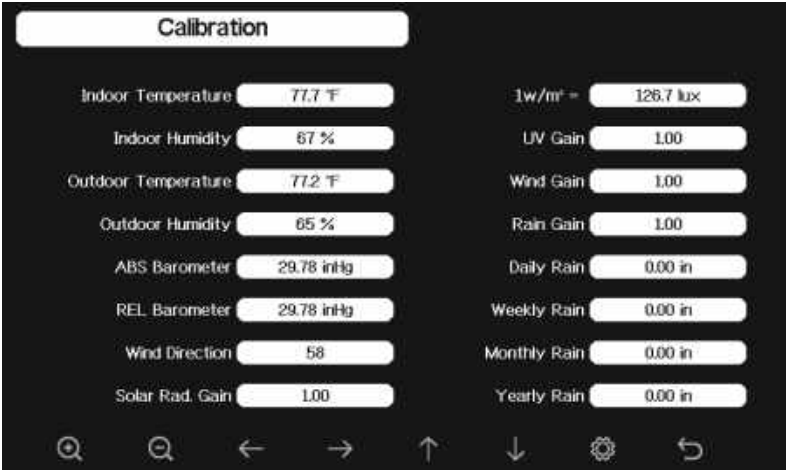 Calibration
Indoor Temperature 77.7 °F
Indoor Humidity 67 %
Outdoor Temperature 77.2 °F
Outdoor Humidity 65 %
ABS Barometer 29.78 inHg
REL Barometer 29.78 inHg
Wind Direction 58
Solar Rad. Gain 1.00
1w/m² = 126.7 lux
UV Gain 1.00
Wind Gain 1.00
Rain Gain 1.00
Daily Rain 0.00 in
Weekly Rain 0.00 in
Monthly Rain 0.00 in
Yearly Rain 0.00 in